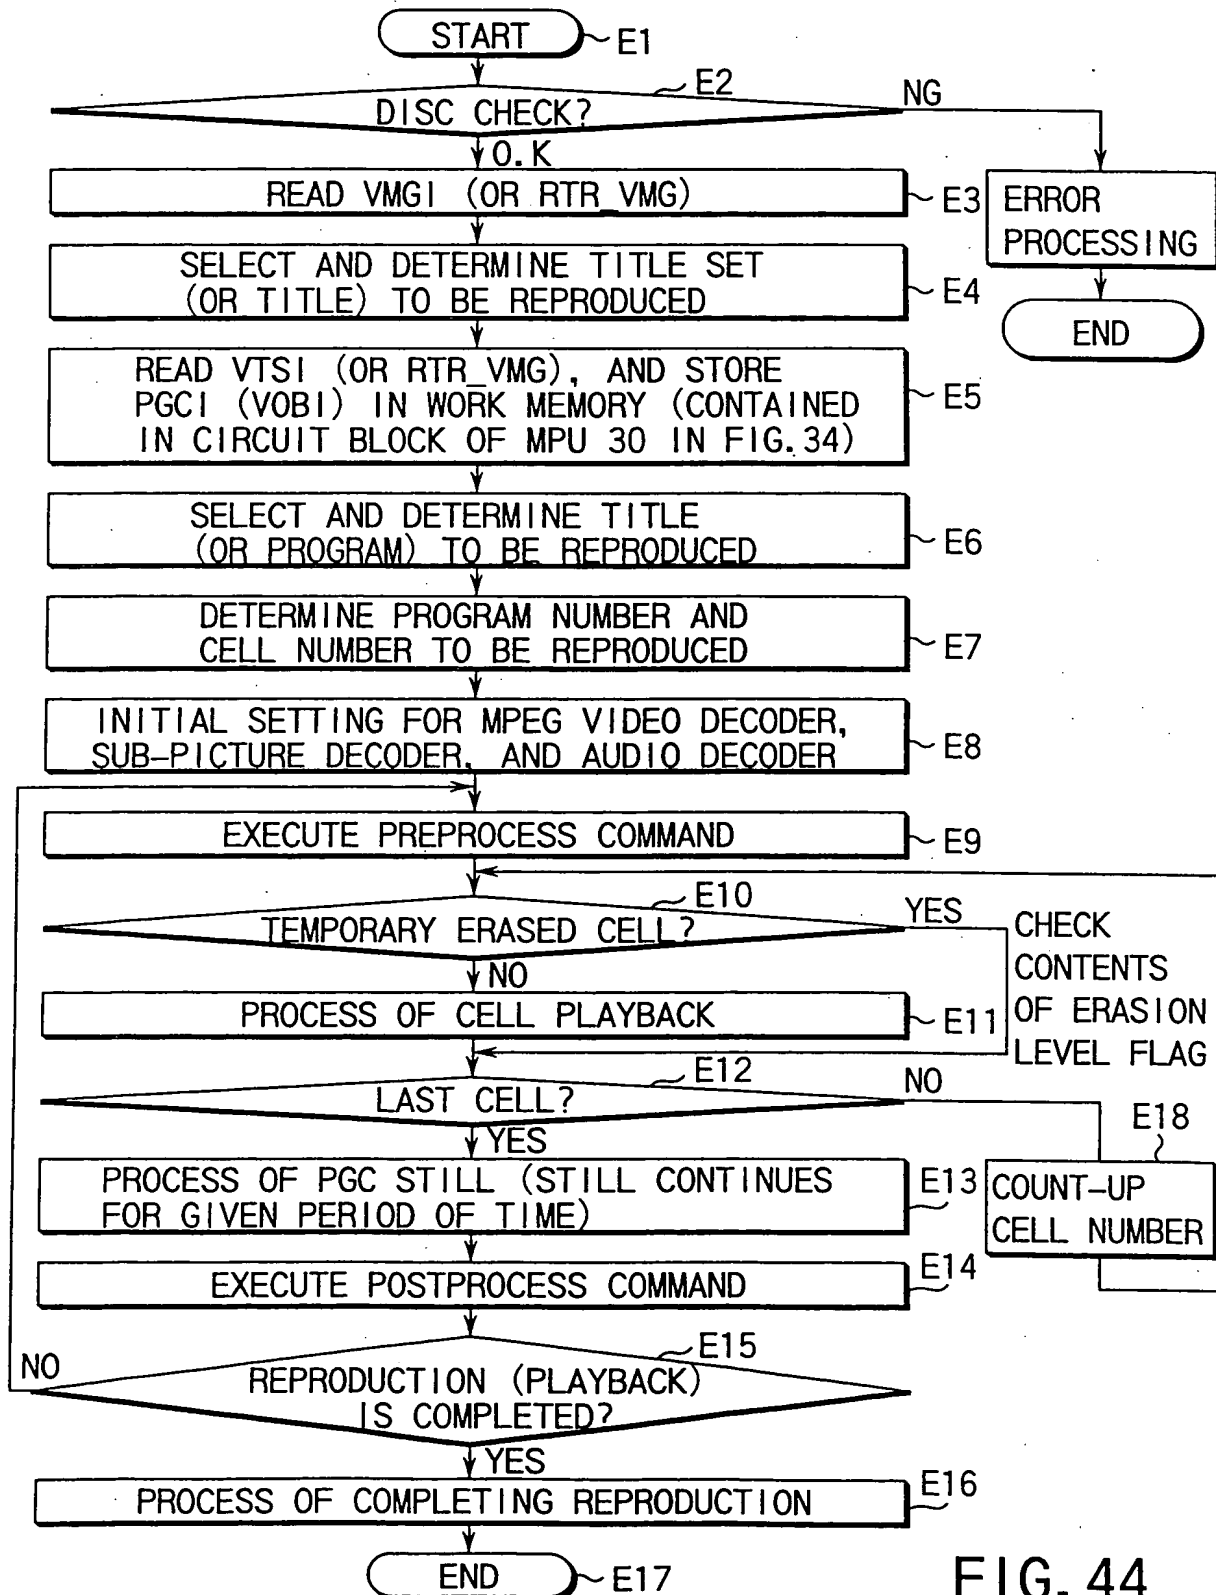 START
E1
E2
DISC CHECK?
NG
O.K
READ VMGI (OR RTR_VMG)
E3
ERROR
PROCESSING
END
SELECT AND DETERMINE TITLE SET
(OR TITLE) TO BE REPRODUCED
E4
READ VTSI (OR RTR_VMG), AND STORE
PGCI (VOBI) IN WORK MEMORY (CONTAINED
IN CIRCUIT BLOCK OF MPU 30 IN FIG.34)
E5
SELECT AND DETERMINE TITLE
(OR PROGRAM) TO BE REPRODUCED
E6
DETERMINE PROGRAM NUMBER AND
CELL NUMBER TO BE REPRODUCED
E7
INITIAL SETTING FOR MPEG VIDEO DECODER,
SUB-PICTURE DECODER, AND AUDIO DECODER
E8
EXECUTE PREPROCESS COMMAND
E9
E10
TEMPORARY ERASED CELL?
YES
CHECK
CONTENTS
OF ERASION
LEVEL FLAG
NO
PROCESS OF CELL PLAYBACK
E11
E12
LAST CELL?
NO
YES
E18
COUNT-UP
CELL NUMBER
PROCESS OF PGC STILL (STILL CONTINUES
FOR GIVEN PERIOD OF TIME)
E13
EXECUTE POSTPROCESS COMMAND
E14
E15
NO
REPRODUCTION (PLAYBACK)
IS COMPLETED?
YES
PROCESS OF COMPLETING REPRODUCTION
E16
END
E17
FIG. 44